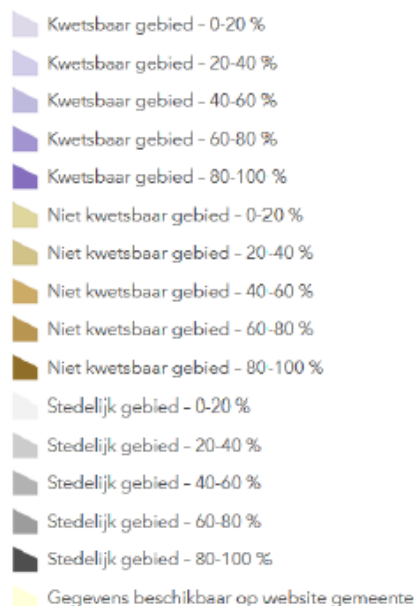 Kwetsbaar gebied - 0-20 %
Kwetsbaar gebied - 20-40 %
Kwetsbaar gebied - 40-60 %
Kwetsbaar gebied - 60-80 %
Kwetsbaar gebied - 80-100 %
Niet kwetsbaar gebied - 0-20 %
Niet kwetsbaar gebied - 20-40 %
Niet kwetsbaar gebied - 40-60 %
Niet kwetsbaar gebied - 60-80 %
Niet kwetsbaar gebied - 80-100 %
Stedelijk gebied - 0-20 %
Stedelijk gebied - 20-40 %
Stedelijk gebied - 40-60 %
Stedelijk gebied - 60-80 %
Stedelijk gebied - 80-100 %
Gegevens beschikbaar op website gemeente